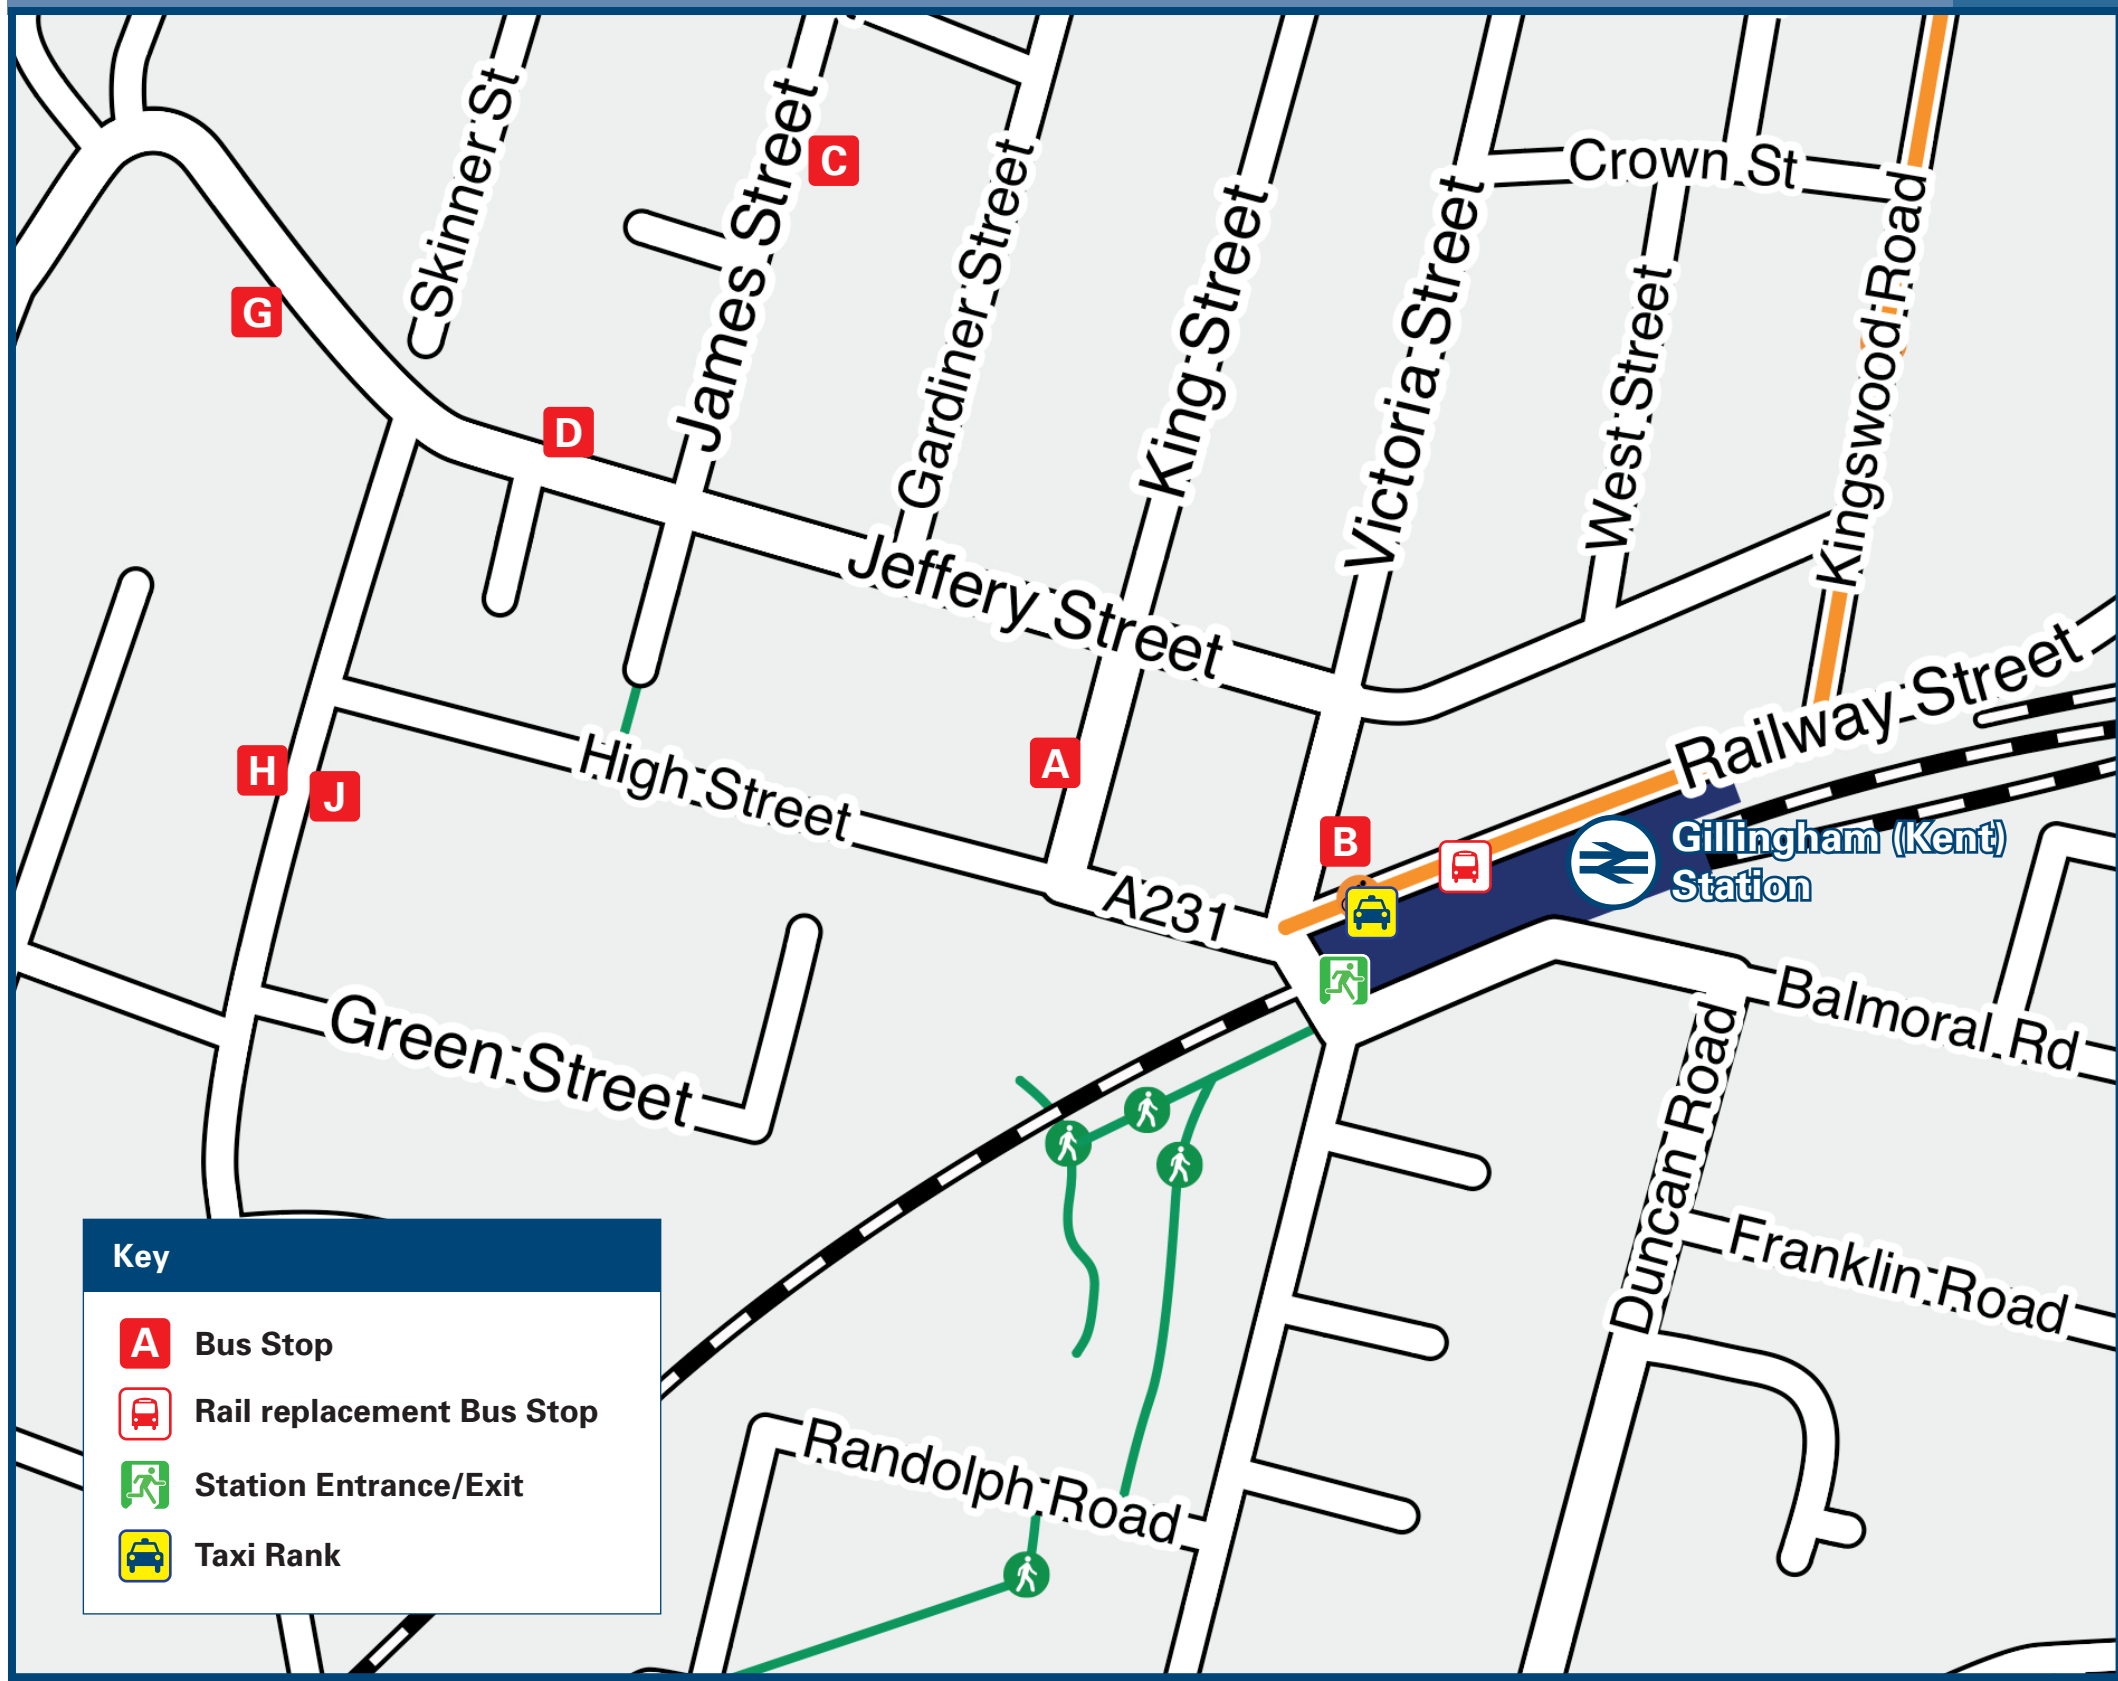 Skinner St
James Street
C
Gardiner Street
King Street
Victoria Street
Crown St
West Street
Kingswood Road
G
D
Jeffery Street
Railway Street
H
J
High Street
A
B
A231
Gillingham (Kent)
Station
Green Street
Balmoral Rd
Duncan Road
Franklin Road
Randolph Road
Key
A Bus Stop
Rail replacement Bus Stop
Station Entrance/Exit
Taxi Rank